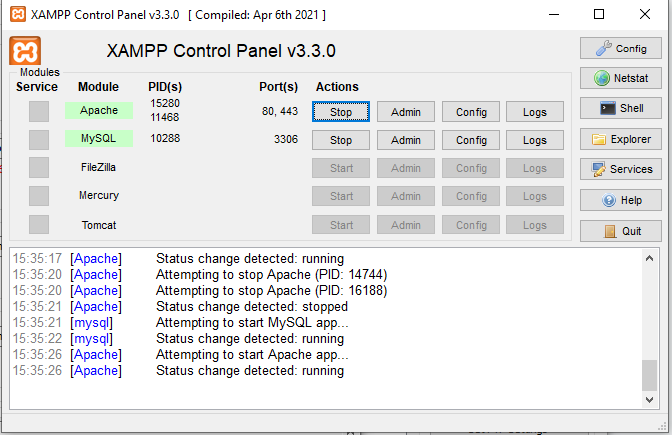 XAMPP Control Panel v3.3.0 [ Compiled: Apr 6th 2021 ]
XAMPP Control Panel v3.3.0
Config
Modules
Service Module PID(s) Port(s) Actions
Netstat
Apache 15280 11468 80, 443 Stop Admin Config Logs
Shell
MySQL 10288 3306 Stop Admin Config Logs
Explorer
FileZilla Start Admin Config Logs
Services
Mercury Start Admin Config Logs
Help
Tomcat Start Admin Config Logs
Quit
15:35:17 [Apache] Status change detected: running
15:35:20 [Apache] Attempting to stop Apache (PID: 14744)
15:35:20 [Apache] Attempting to stop Apache (PID: 16188)
15:35:21 [Apache] Status change detected: stopped
15:35:21 [mysql] Attempting to start MySQL app...
15:35:22 [mysql] Status change detected: running
15:35:26 [Apache] Attempting to start Apache app...
15:35:26 [Apache] Status change detected: running